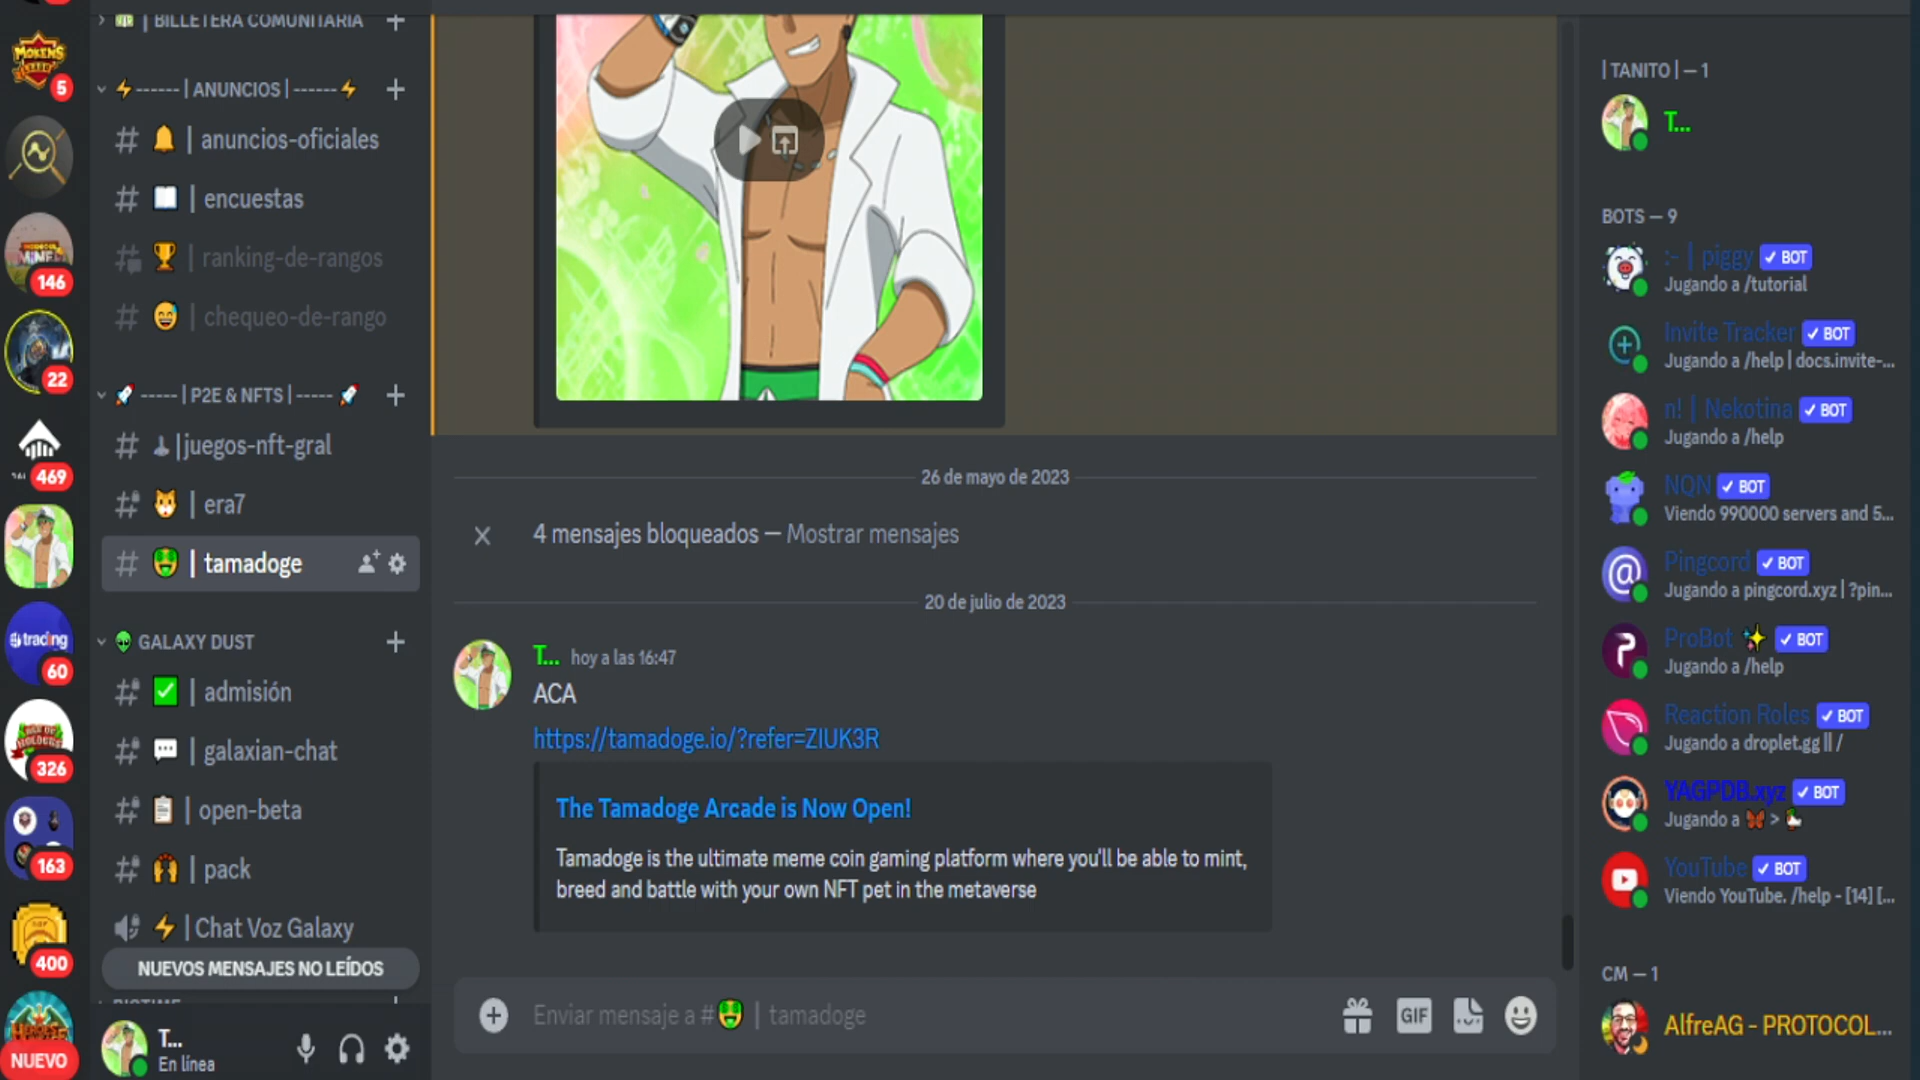 MOKENS
5
146
22
469
trading
60
326
163
400
NUEVO
| BILLETERA COMUNITARIA
------ | ANUNCIOS | ------
| anuncios-oficiales
| encuestas
| ranking-de-rangos
| chequeo-de-rango
----- | P2E & NFTS | -----
| juegos-nft-gral
| era7
| tamadoge
GALAXY DUST
| admisión
| galaxian-chat
| open-beta
| pack
| Chat Voz Galaxy
NUEVOS MENSAJES NO LEÍDOS
T...
En línea
26 de mayo de 2023
4 mensajes bloqueados — Mostrar mensajes
20 de julio de 2023
T... hoy a las 16:47
ACA
https://tamadoge.io/?refer=ZIUK3R
The Tamadoge Arcade is Now Open!
Tamadoge is the ultimate meme coin gaming platform where you'll be able to mint,
breed and battle with your own NFT pet in the metaverse
Enviar mensaje a #🤑 | tamadoge
GIF
| TANITO | — 1
T...
BOTS — 9
:- | piggy ✓ BOT
Jugando a /tutorial
Invite Tracker ✓ BOT
Jugando a /help | docs.invite-...
n! | Nekotina ✓ BOT
Jugando a /help
NQN ✓ BOT
Viendo 990000 servers and 5...
Pingcord ✓ BOT
Jugando a pingcord.xyz | ?pin...
ProBot ✨ ✓ BOT
Jugando a /help
Reaction Roles ✓ BOT
Jugando a droplet.gg || /
YAGPDB.xyz ✓ BOT
Jugando a 🦋 > 🦆
YouTube ✓ BOT
Viendo YouTube. /help - [14] [...
CM — 1
AlfreAG - PROTOCOL...